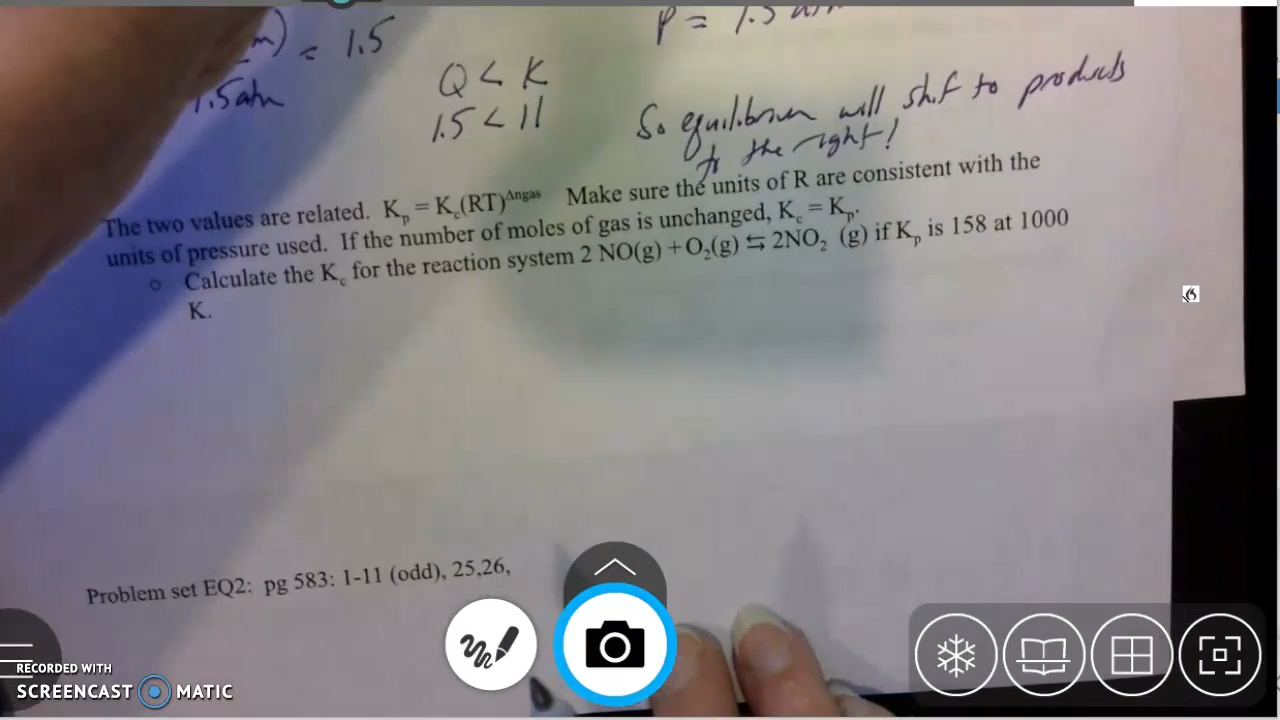 m) = 1.5
P = 1.5 atm
1.5 atm
Q < K
1.5 < 11
So equilibrium will shift to products
to the right!
The two values are related. Kp = Kc(RT)^Δngas Make sure the units of R are consistent with the
units of pressure used. If the number of moles of gas is unchanged, Kc = Kp.
o Calculate the Kc for the reaction system 2 NO(g) + O₂(g) ⇆ 2NO₂ (g) if Kp is 158 at 1000
K.
Problem set EQ2: pg 583: 1-11 (odd), 25,26,
RECORDED WITH
SCREENCAST MATIC